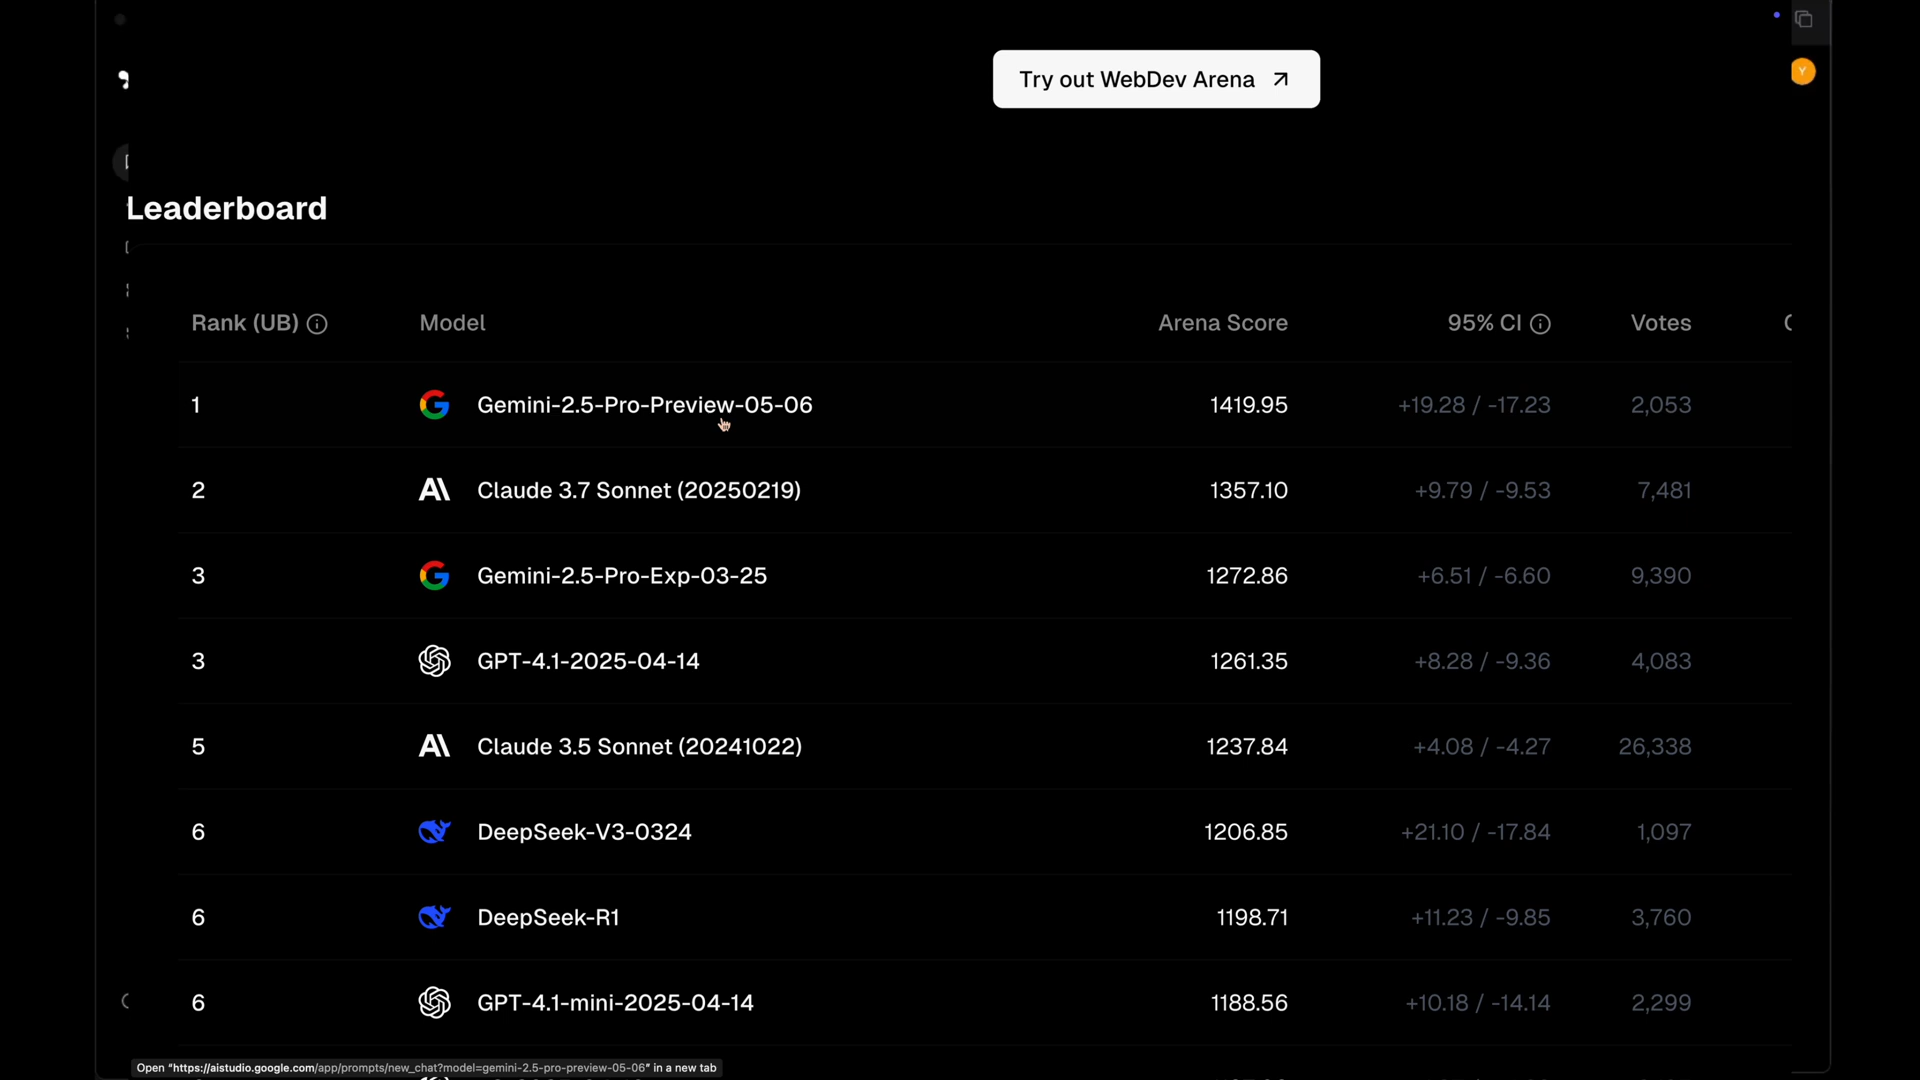 Try out WebDev Arena
Y
Leaderboard
Rank (UB) Model Arena Score 95% CI Votes
1 Gemini-2.5-Pro-Preview-05-06 1419.95 +19.28 / -17.23 2,053
2 Claude 3.7 Sonnet (20250219) 1357.10 +9.79 / -9.53 7,481
3 Gemini-2.5-Pro-Exp-03-25 1272.86 +6.51 / -6.60 9,390
3 GPT-4.1-2025-04-14 1261.35 +8.28 / -9.36 4,083
5 Claude 3.5 Sonnet (20241022) 1237.84 +4.08 / -4.27 26,338
6 DeepSeek-V3-0324 1206.85 +21.10 / -17.84 1,097
6 DeepSeek-R1 1198.71 +11.23 / -9.85 3,760
6 GPT-4.1-mini-2025-04-14 1188.56 +10.18 / -14.14 2,299
Open "https://aistudio.google.com/app/prompts/new_chat?model=gemini-2.5-pro-preview-05-06" in a new tab